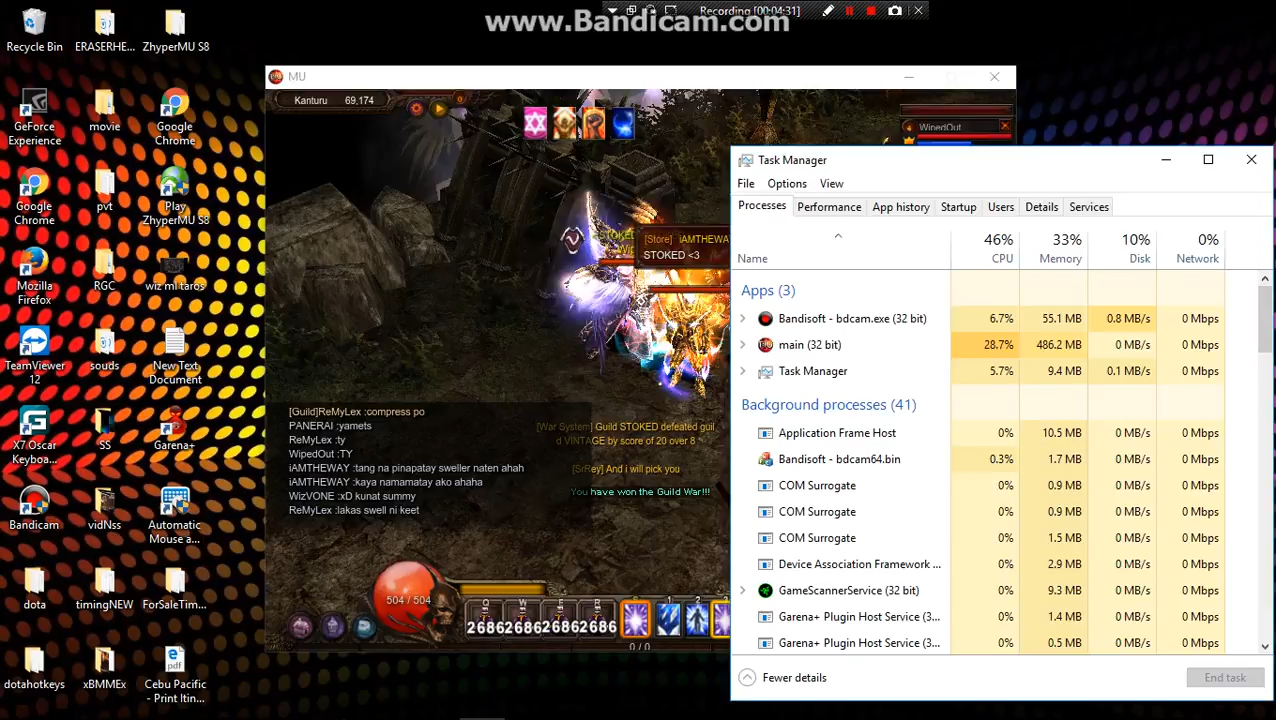 www.Bandicam.com
Recording [00:04:31]
Recycle Bin
ERASERHE...
ZhyperMU S8
GeForce
Experience
movie
Google
Chrome
Google
Chrome
pvt
Play
ZhyperMU S8
Mozilla
Firefox
RGC
wiz ml taros
TeamViewer
12
souds
New Text
Document
X7 Oscar
Keyboa...
SS
Garena+
Bandicam
vidNss
Automatic
Mouse a...
dota
timingNEW
ForSaleTim...
dotahotkeys
xBMMEx
Cebu Pacific
- Print Itin...
MU
Kanturu 69,174
0
WipedOut
STOKED
Wip
[Store] iAMTHEWA
STOKED <3
[Guild]ReMyLex :compress po
PANERAI :yamets
ReMyLex :ty
WipedOut :TY
iAMTHEWAY :tang na pinapatay sweller naten ahah
iAMTHEWAY :kaya namamatay ako ahaha
WizVONE :xD kunat summy
ReMyLex :lakas swell ni keet
[War System] Guild STOKED defeated guil
d VINTAGE by score of 20 over 8
[SrRey] And i will pick you
You have won the Guild War!!!
504 / 504
Q W E R
2686 2686 2686 2686
1 2 3
0 / 0
Task Manager
File Options View
Processes Performance App history Startup Users Details Services
46% 33% 10% 0%
Name CPU Memory Disk Network
Apps (3)
Bandisoft - bdcam.exe (32 bit) 6.7% 55.1 MB 0.8 MB/s 0 Mbps
main (32 bit) 28.7% 486.2 MB 0 MB/s 0 Mbps
Task Manager 5.7% 9.4 MB 0.1 MB/s 0 Mbps
Background processes (41)
Application Frame Host 0% 10.5 MB 0 MB/s 0 Mbps
Bandisoft - bdcam64.bin 0.3% 1.7 MB 0 MB/s 0 Mbps
COM Surrogate 0% 0.9 MB 0 MB/s 0 Mbps
COM Surrogate 0% 0.9 MB 0 MB/s 0 Mbps
COM Surrogate 0% 1.5 MB 0 MB/s 0 Mbps
Device Association Framework ... 0% 2.9 MB 0 MB/s 0 Mbps
GameScannerService (32 bit) 0% 9.3 MB 0 MB/s 0 Mbps
Garena+ Plugin Host Service (3... 0% 1.4 MB 0 MB/s 0 Mbps
Garena+ Plugin Host Service (3... 0% 0.5 MB 0 MB/s 0 Mbps
Fewer details
End task